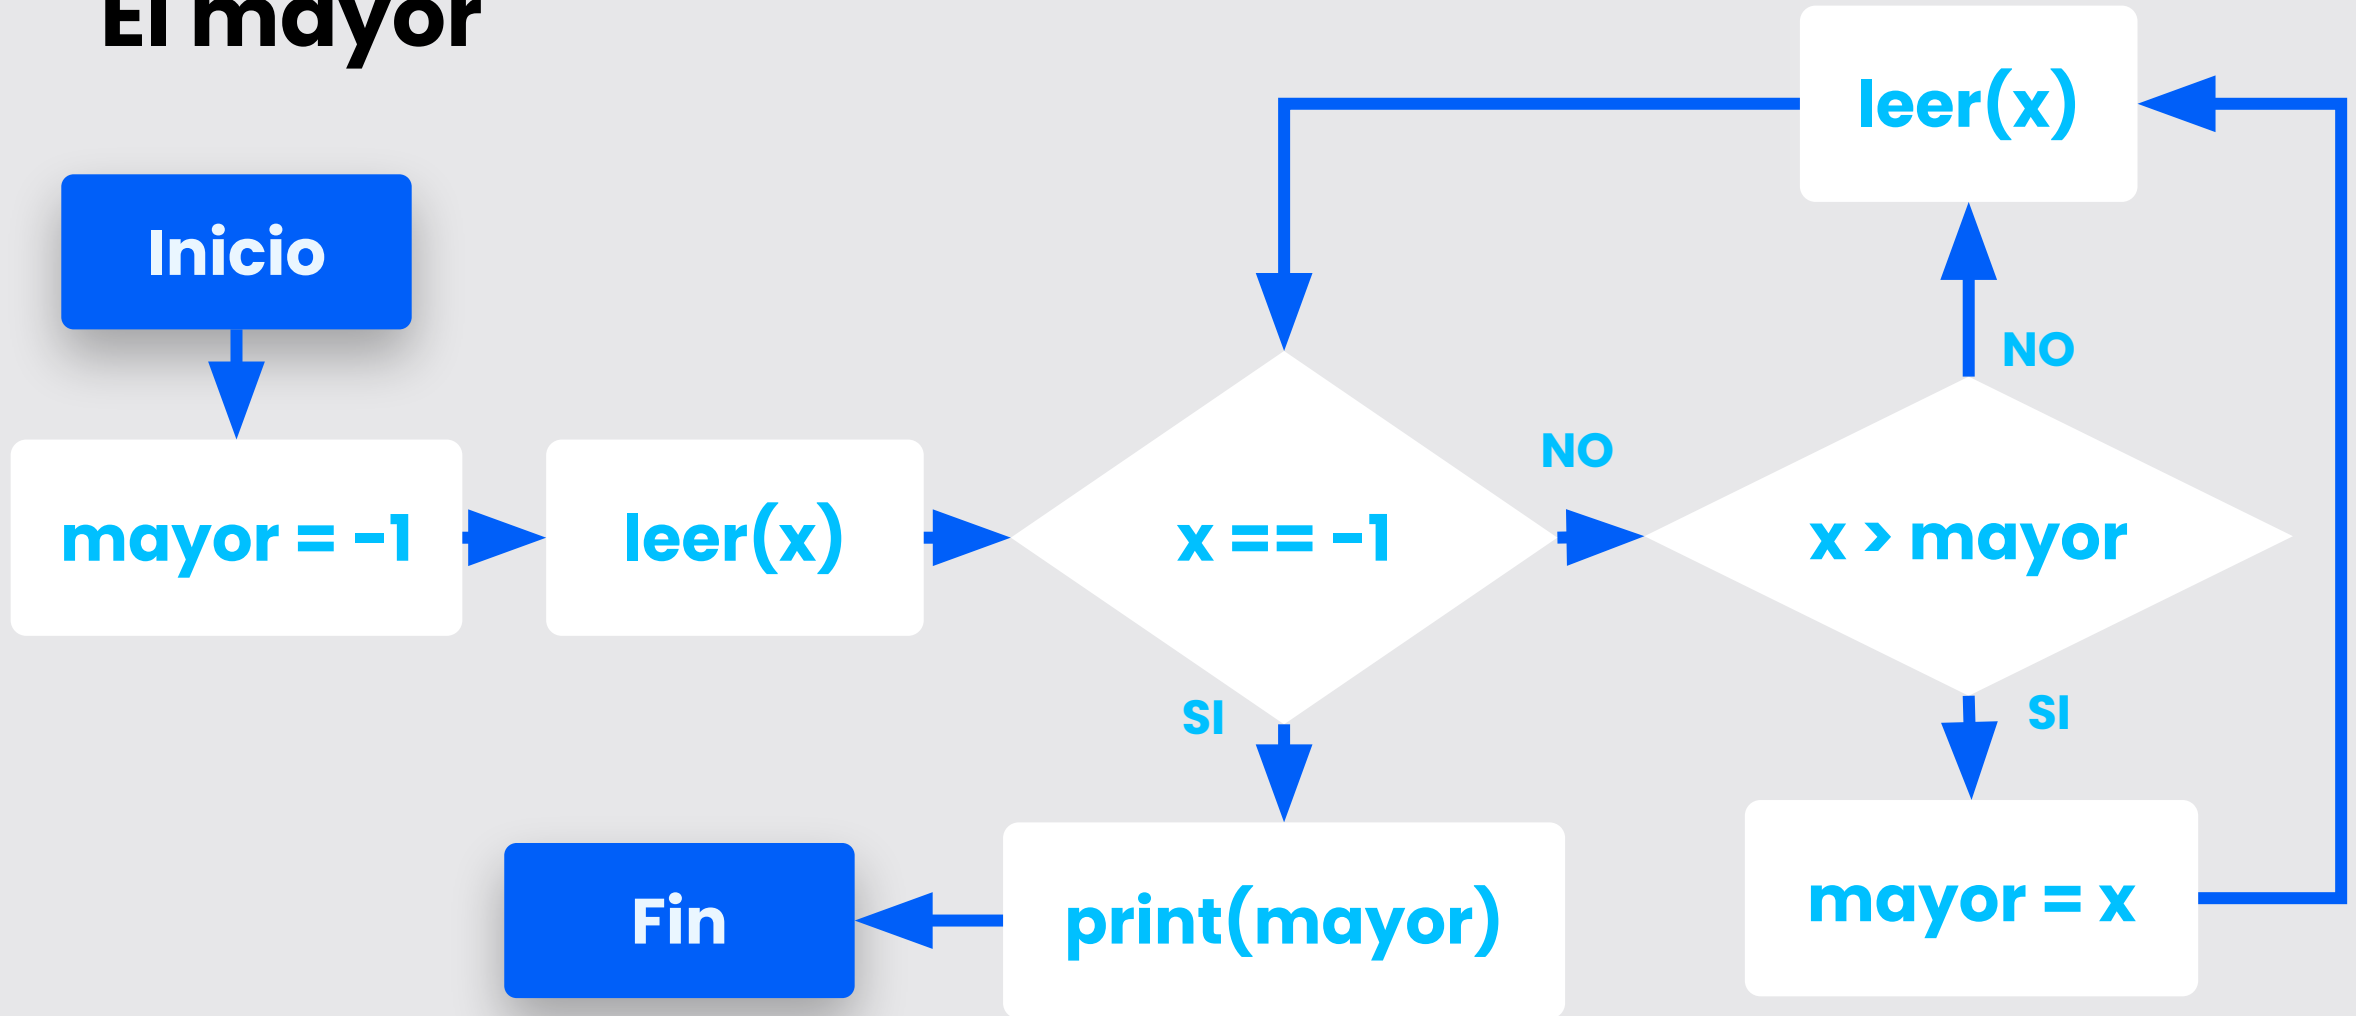 El mayor
Inicio
mayor = -1
leer(x)
x == -1
NO
x > mayor
NO
leer(x)
SI
mayor = x
SI
print(mayor)
Fin